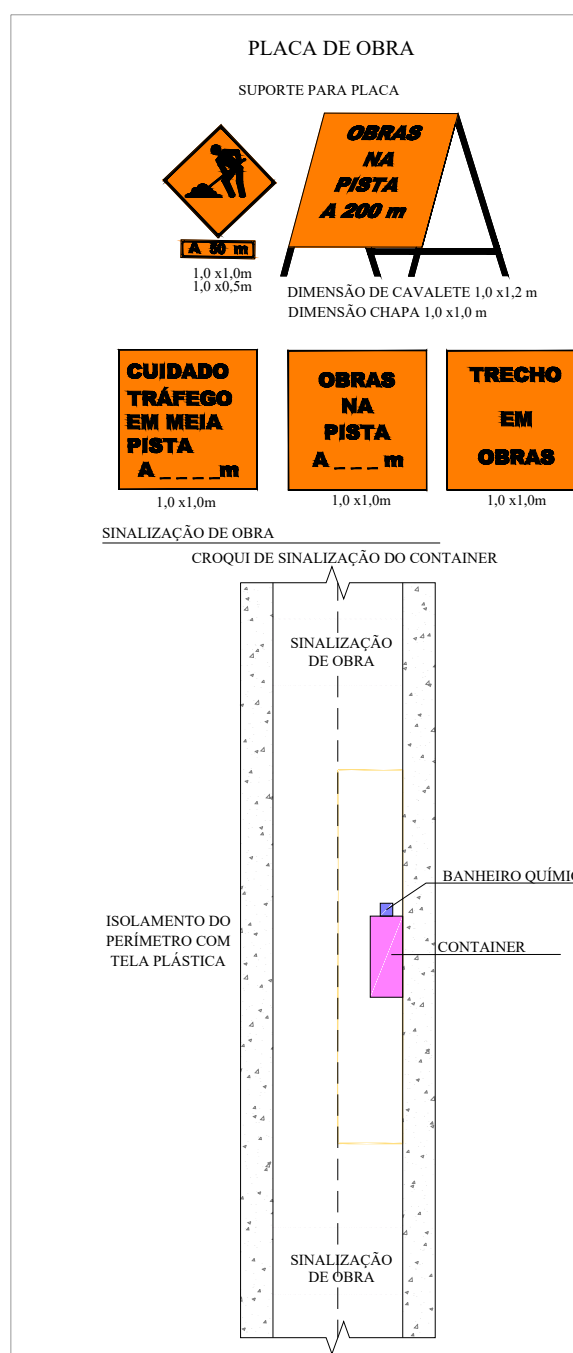 PLACA DE OBRA
SUPORTE PARA PLACA
A 50 m
1,0 x1,0m
1,0 x0,5m
OBRAS
NA
PISTA
A 200 m
DIMENSÃO DE CAVALETE 1,0 x1,2 m
DIMENSÃO CHAPA 1,0 x1,0 m
CUIDADO
TRÁFEGO
EM MEIA
PISTA
A _ _ _ _ m
1,0 x1,0m
OBRAS
NA
PISTA
A _ _ _ m
1,0 x1,0m
TRECHO
EM
OBRAS
1,0 x1,0m
SINALIZAÇÃO DE OBRA
CROQUI DE SINALIZAÇÃO DO CONTAINER
SINALIZAÇÃO
DE OBRA
BANHEIRO
CONTAINER
ISOLAMENTO DO
PERÍMETRO COM
TELA PLÁSTICA
SINALIZAÇÃO
DE OBRA